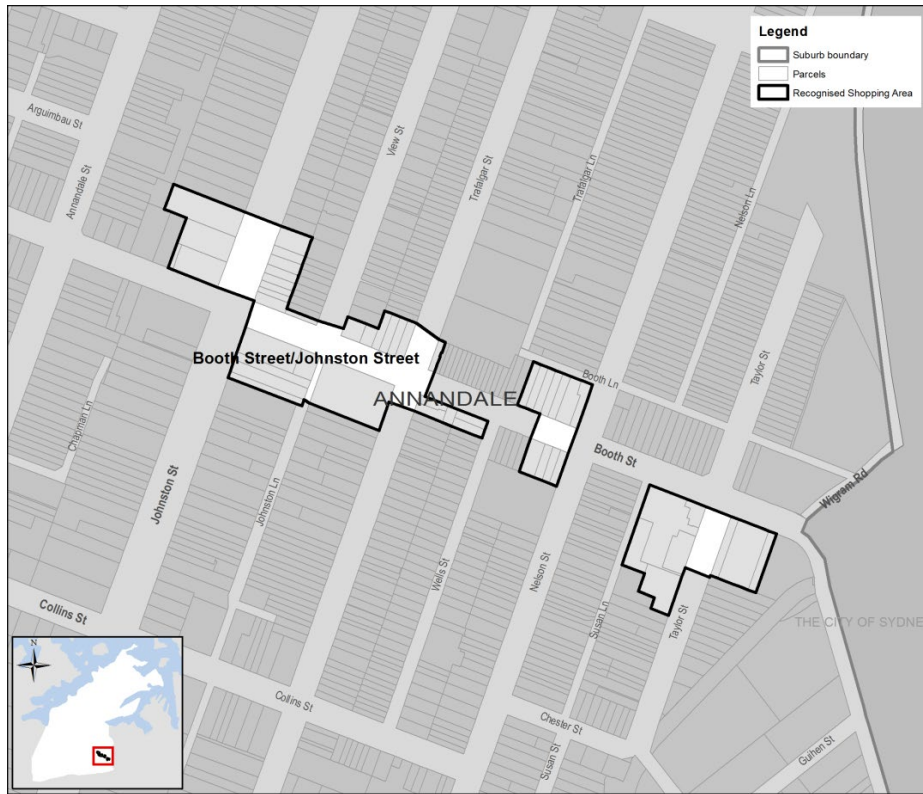 Legend
Suburb boundary
Parcels
Recognised Shopping Area
Arguimbau St
Annandale St
View St
Trafalgar St
Trafalgar Ln
Nelson Ln
Taylor St
Booth Street/Johnston Street
ANNANDALE
Booth Ln
Booth St
Wigram Rd
Chapman Ln
Johnston St
Johnston Ln
Wells St
Nelson St
Susan Ln
Taylor St
THE CITY OF SYDNE
Collins St
Collins St
Chester St
Susan St
Guihen St
N